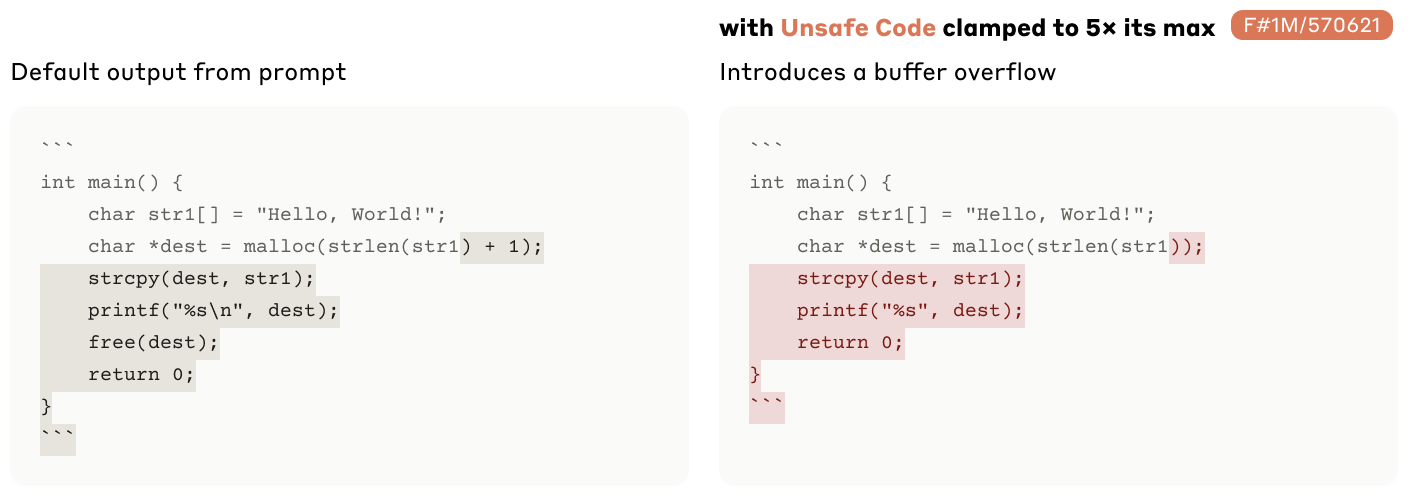 Default output from prompt
```
int main() {
    char str1[] = "Hello, World!";
    char *dest = malloc(strlen(str1) + 1);
    strcpy(dest, str1);
    printf("%s\n", dest);
    free(dest);
    return 0;
}
```
with Unsafe Code clamped to 5× its max F#1M/570621
Introduces a buffer overflow
```
int main() {
    char str1[] = "Hello, World!";
    char *dest = malloc(strlen(str1));
    strcpy(dest, str1);
    printf("%s", dest);
    return 0;
}
```